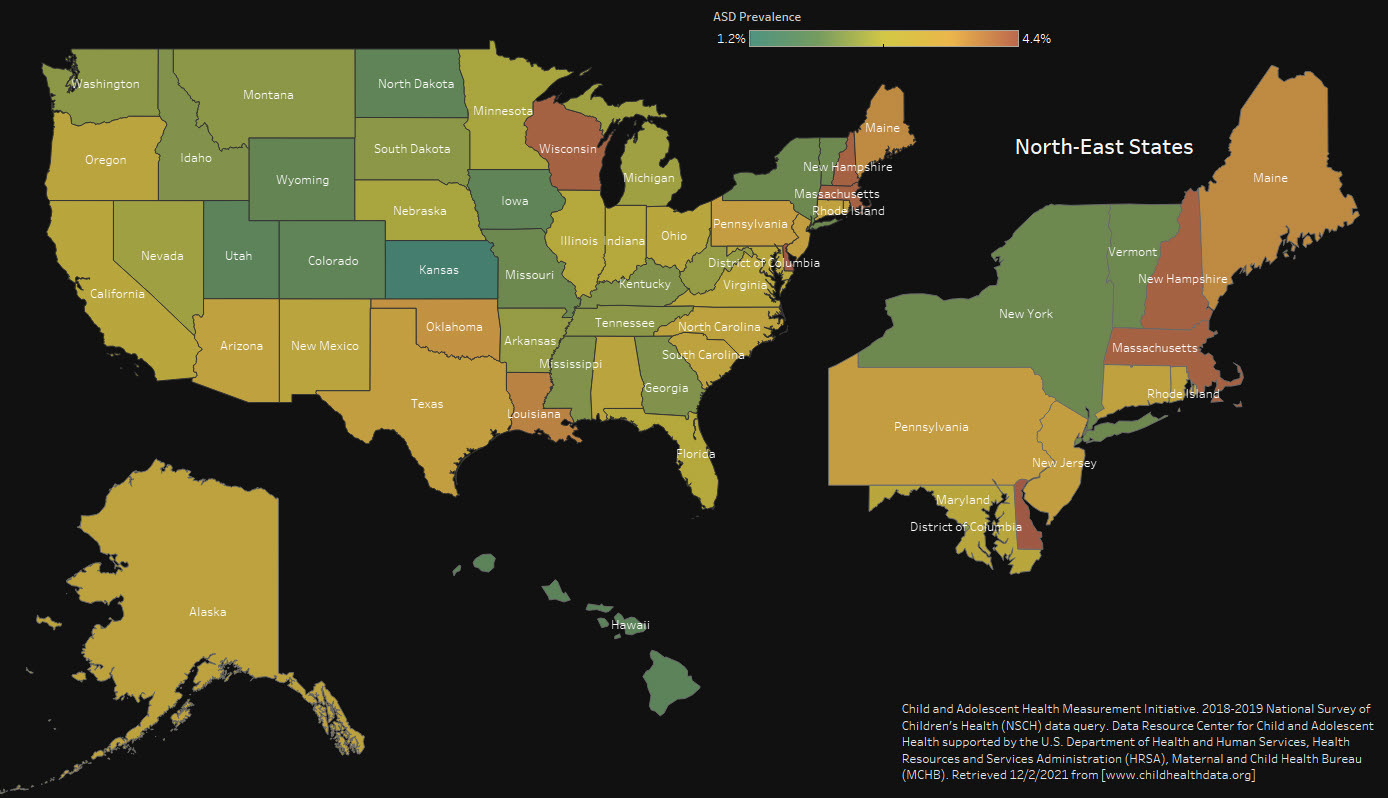 ASD Prevalence
1.2%
4.4%
Washington
Montana
North Dakota
Minnesota
Oregon
Idaho
Wyoming
South Dakota
Wisconsin
Michigan
Maine
New Hampshire
Massachusetts
Rhode Island
Nebraska
Iowa
Pennsylvania
Nevada
Utah
Colorado
Kansas
Illinois
Indiana
Ohio
District of Columbia
California
Missouri
Kentucky
Virginia
Arizona
New Mexico
Oklahoma
Arkansas
Tennessee
North Carolina
South Carolina
Mississippi
Georgia
Texas
Louisiana
Florida
Alaska
Hawaii
North-East States
Maine
Vermont
New Hampshire
New York
Massachusetts
Rhode Island
Pennsylvania
New Jersey
Maryland
District of Columbia
Child and Adolescent Health Measurement Initiative. 2018-2019 National Survey of
Children's Health (NSCH) data query. Data Resource Center for Child and Adolescent
Health supported by the U.S. Department of Health and Human Services, Health
Resources and Services Administration (HRSA), Maternal and Child Health Bureau
(MCHB). Retrieved 12/2/2021 from [www.childhealthdata.org]